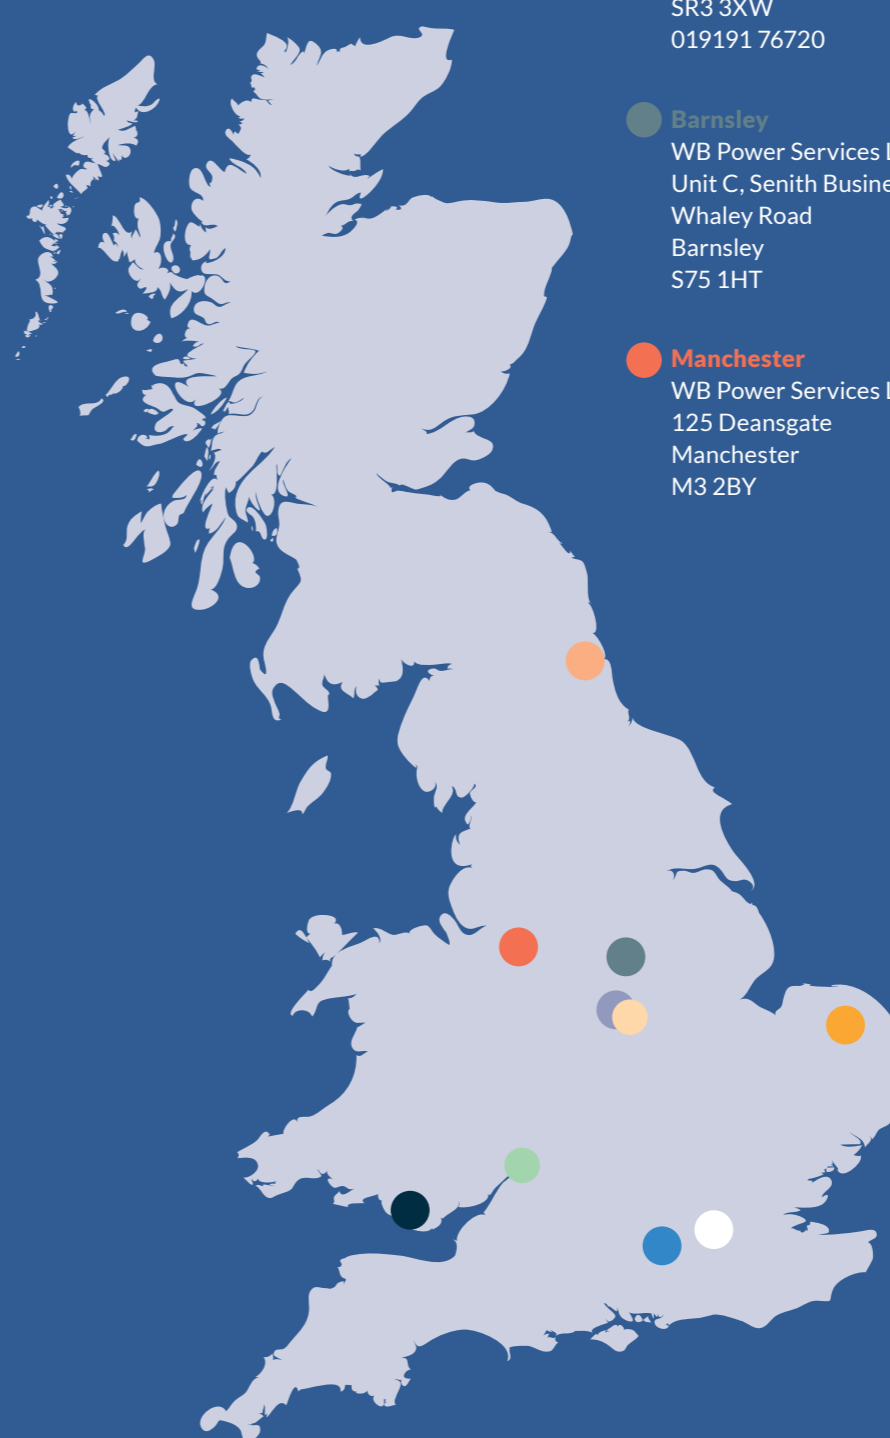 SR3 3XW
019191 76720
Barnsley
WB Power Services
Unit C, Senith
Whaley Road
Barnsley
S75 1HT
Manchester
WB Power Services
125 Deansgate
Manchester
M3 2BY